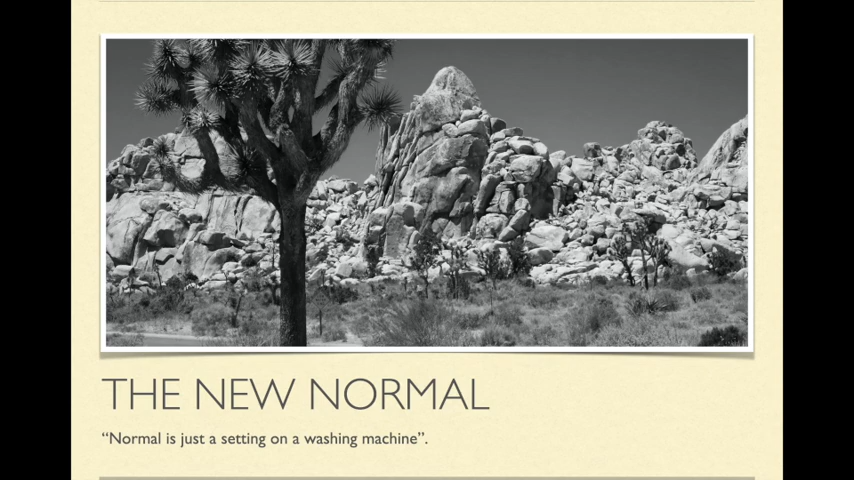 THE NEW NORMAL
“Normal is just a setting on a washing machine”.